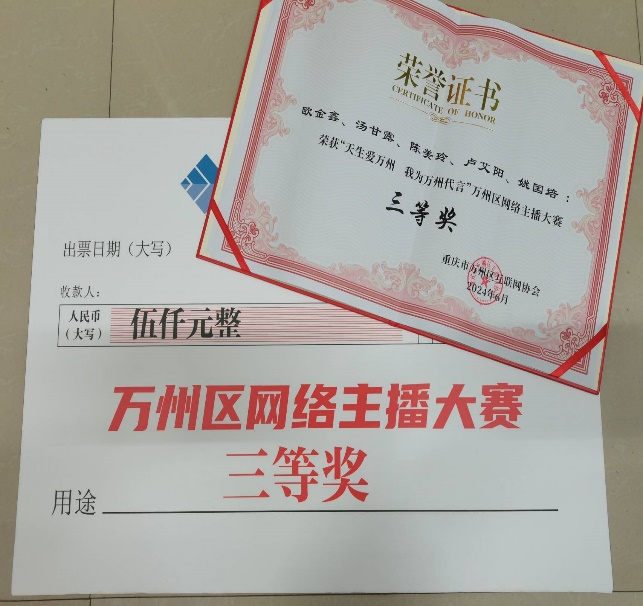 荣誉证书
CERTIFICATE OF HONOR
欧金鑫、汤甘露、陈美玲、卢艾阳、姚国培：
荣获“天生爱万州 我为万州代言”万州区网络主播大赛
三等奖
重庆市万州区互联网协会
2024年6月
出票日期（大写）
收款人：
人民币
（大写）
伍仟元整
万州区网络主播大赛
三等奖
用途